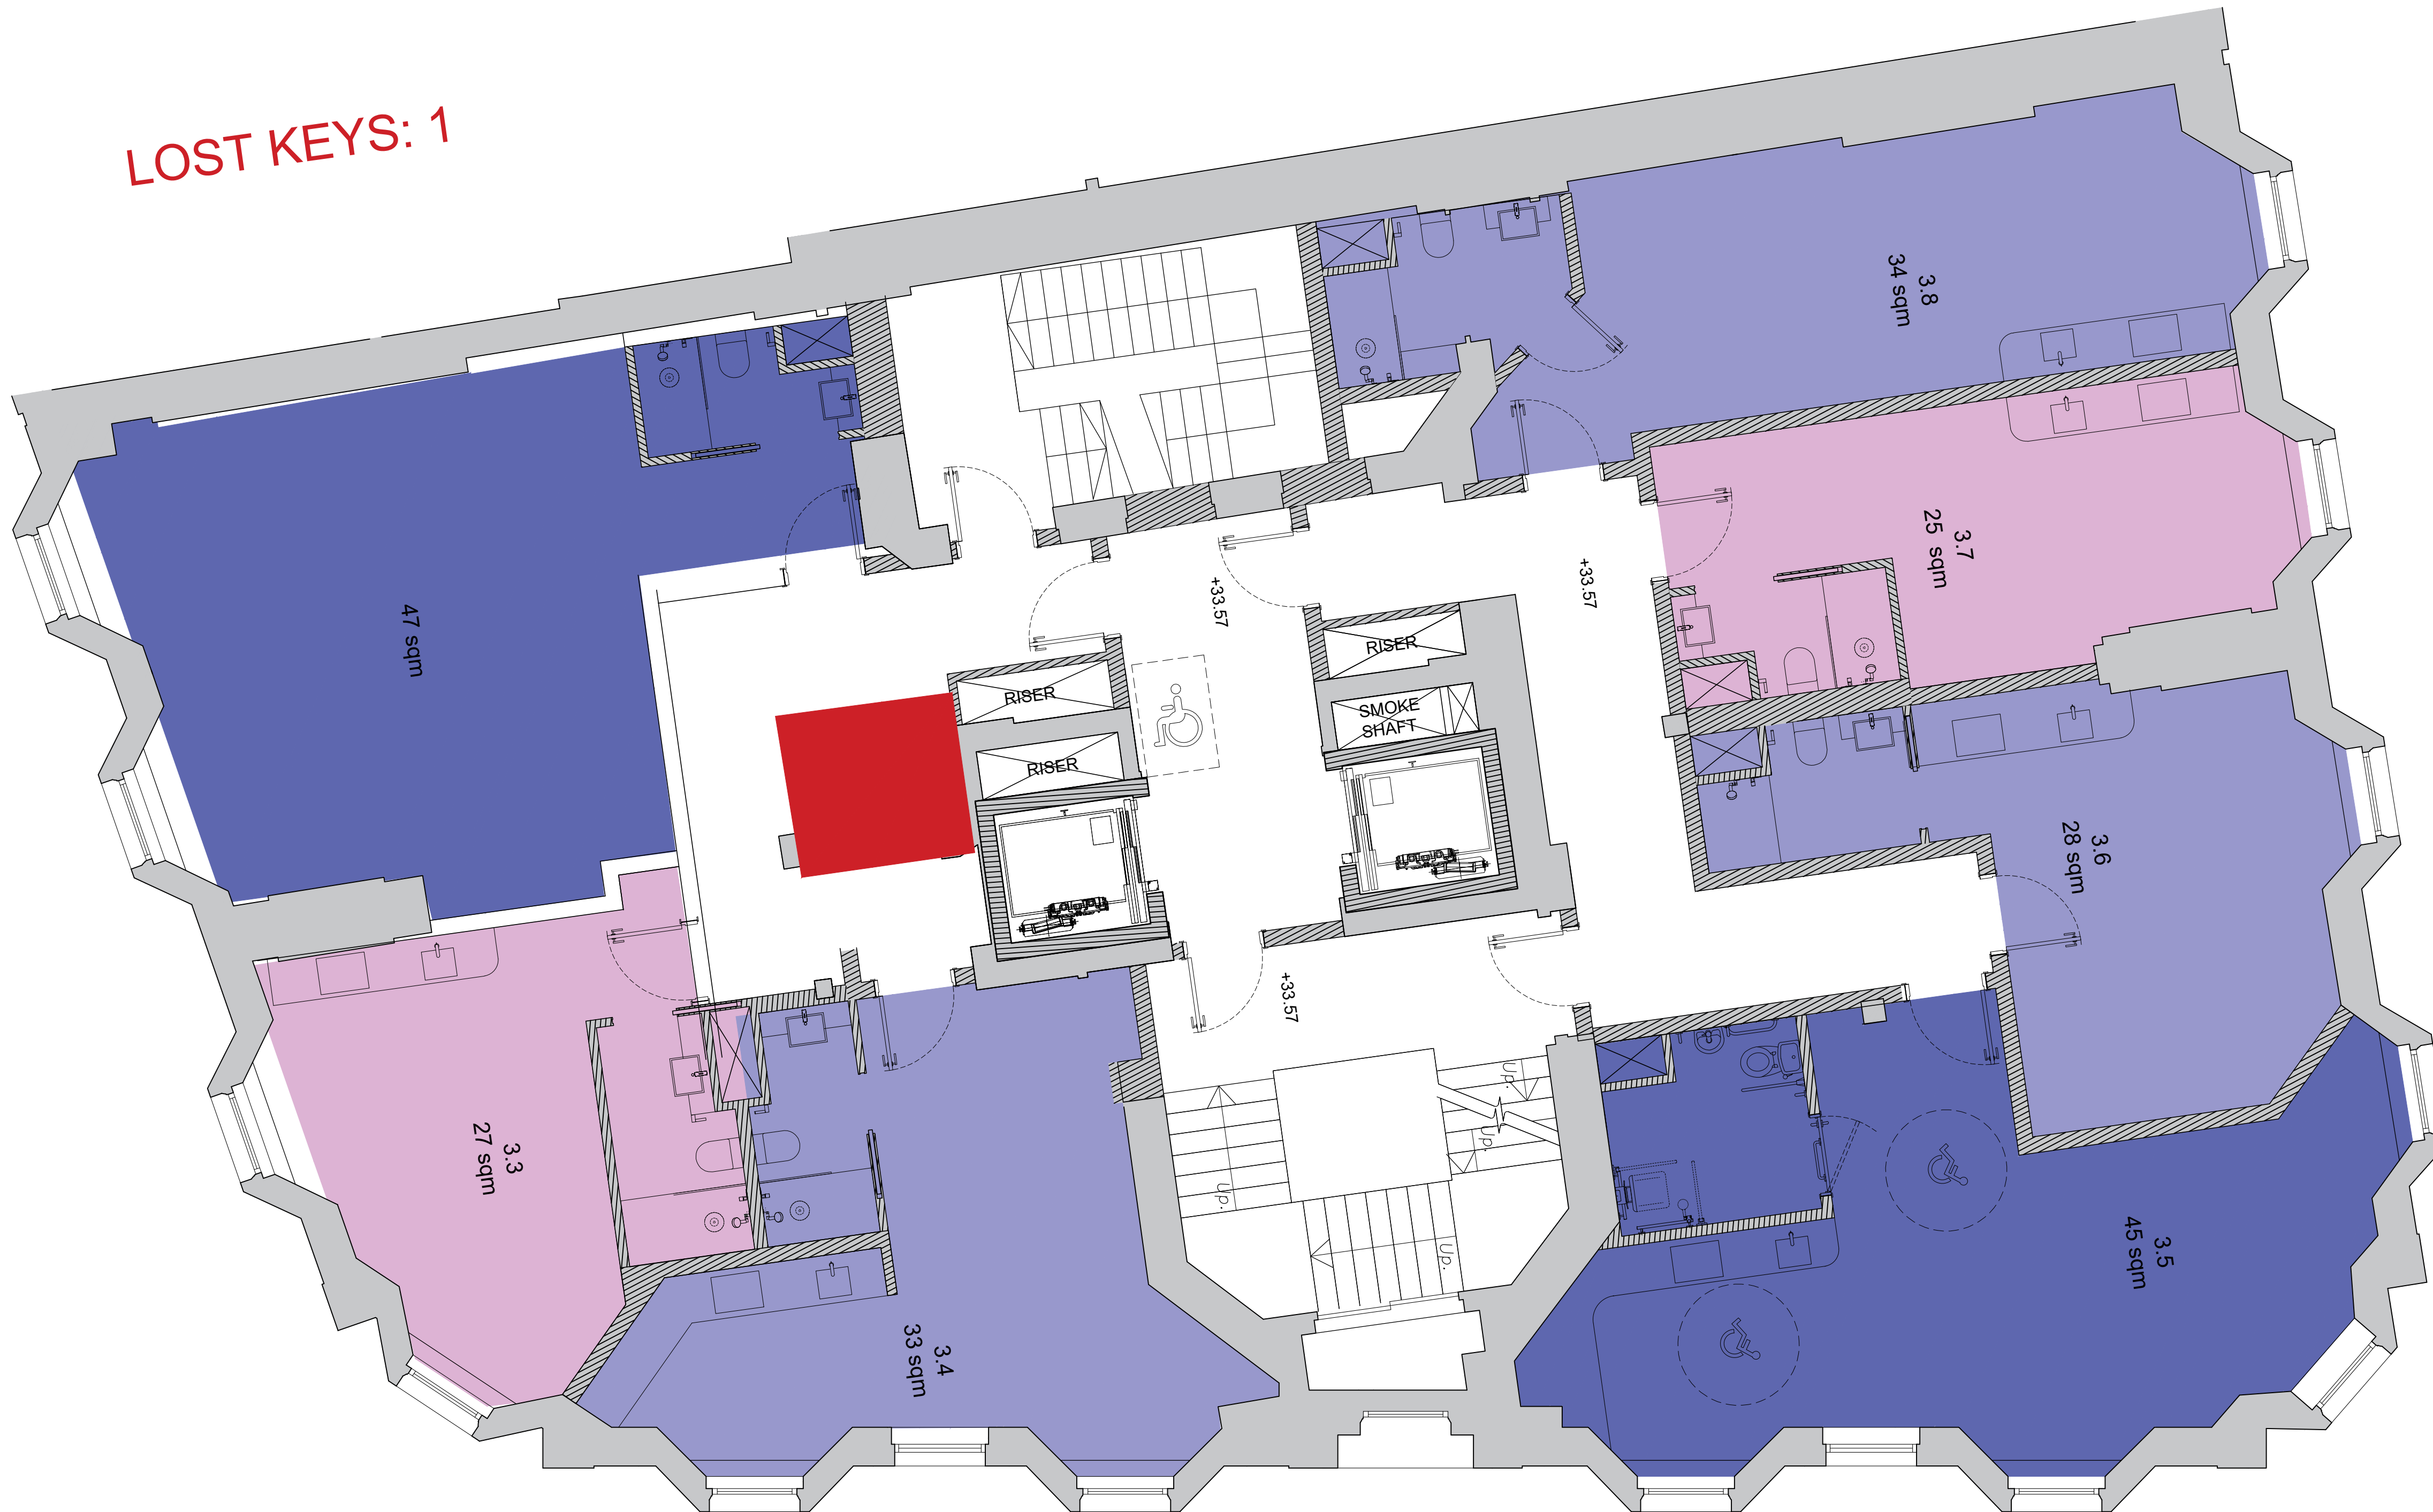 LOST KEYS: 1
3.8
34 sqm
3.7
25 sqm
47 sqm
+33.57
+33.57
RISER
RISER
SMOKE
SHAFT
RISER
3.6
28 sqm
+33.57
3.3
27 sqm
Up.
Up.
Up.
Up.
3.5
45 sqm
3.4
33 sqm